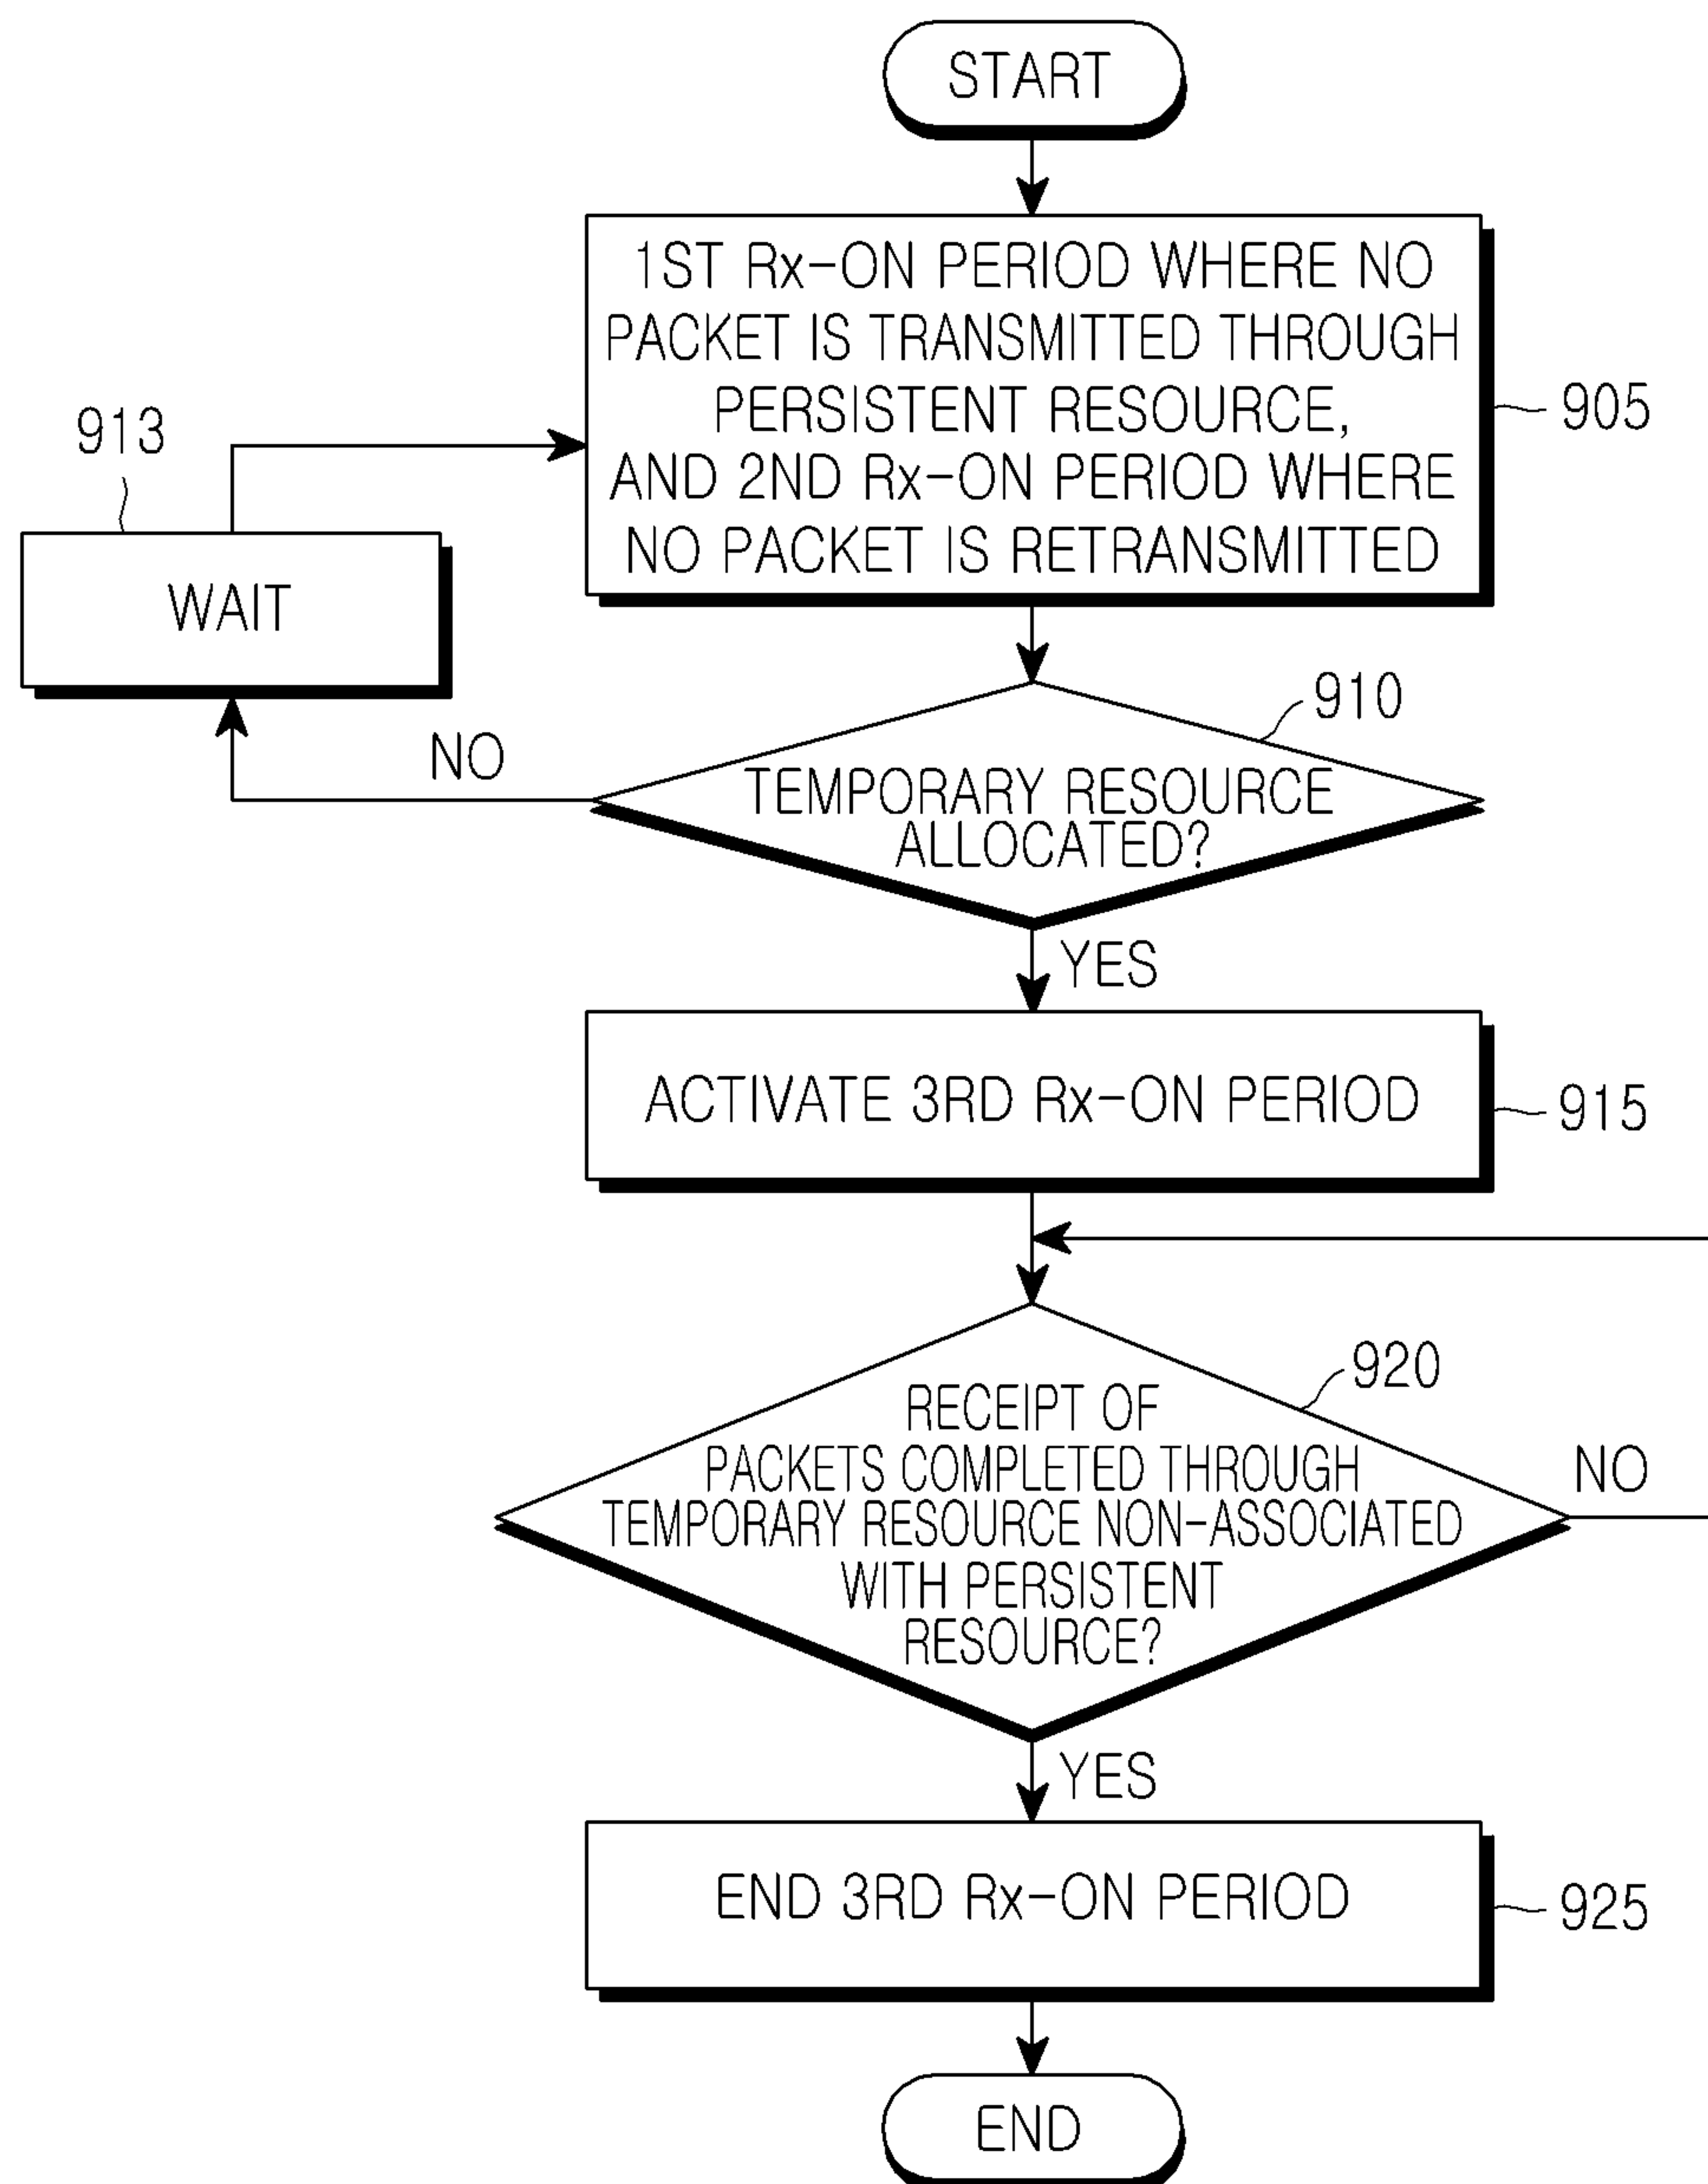 START
1ST Rx-ON PERIOD WHERE NO
PACKET IS TRANSMITTED THROUGH
PERSISTENT RESOURCE,
AND 2ND Rx-ON PERIOD WHERE
NO PACKET IS RETRANSMITTED
905
913
WAIT
910
NO
TEMPORARY RESOURCE
ALLOCATED?
YES
ACTIVATE 3RD Rx-ON PERIOD
915
920
RECEIPT OF
PACKETS COMPLETED THROUGH
TEMPORARY RESOURCE NON-ASSOCIATED
WITH PERSISTENT
RESOURCE?
NO
YES
END 3RD Rx-ON PERIOD
925
END